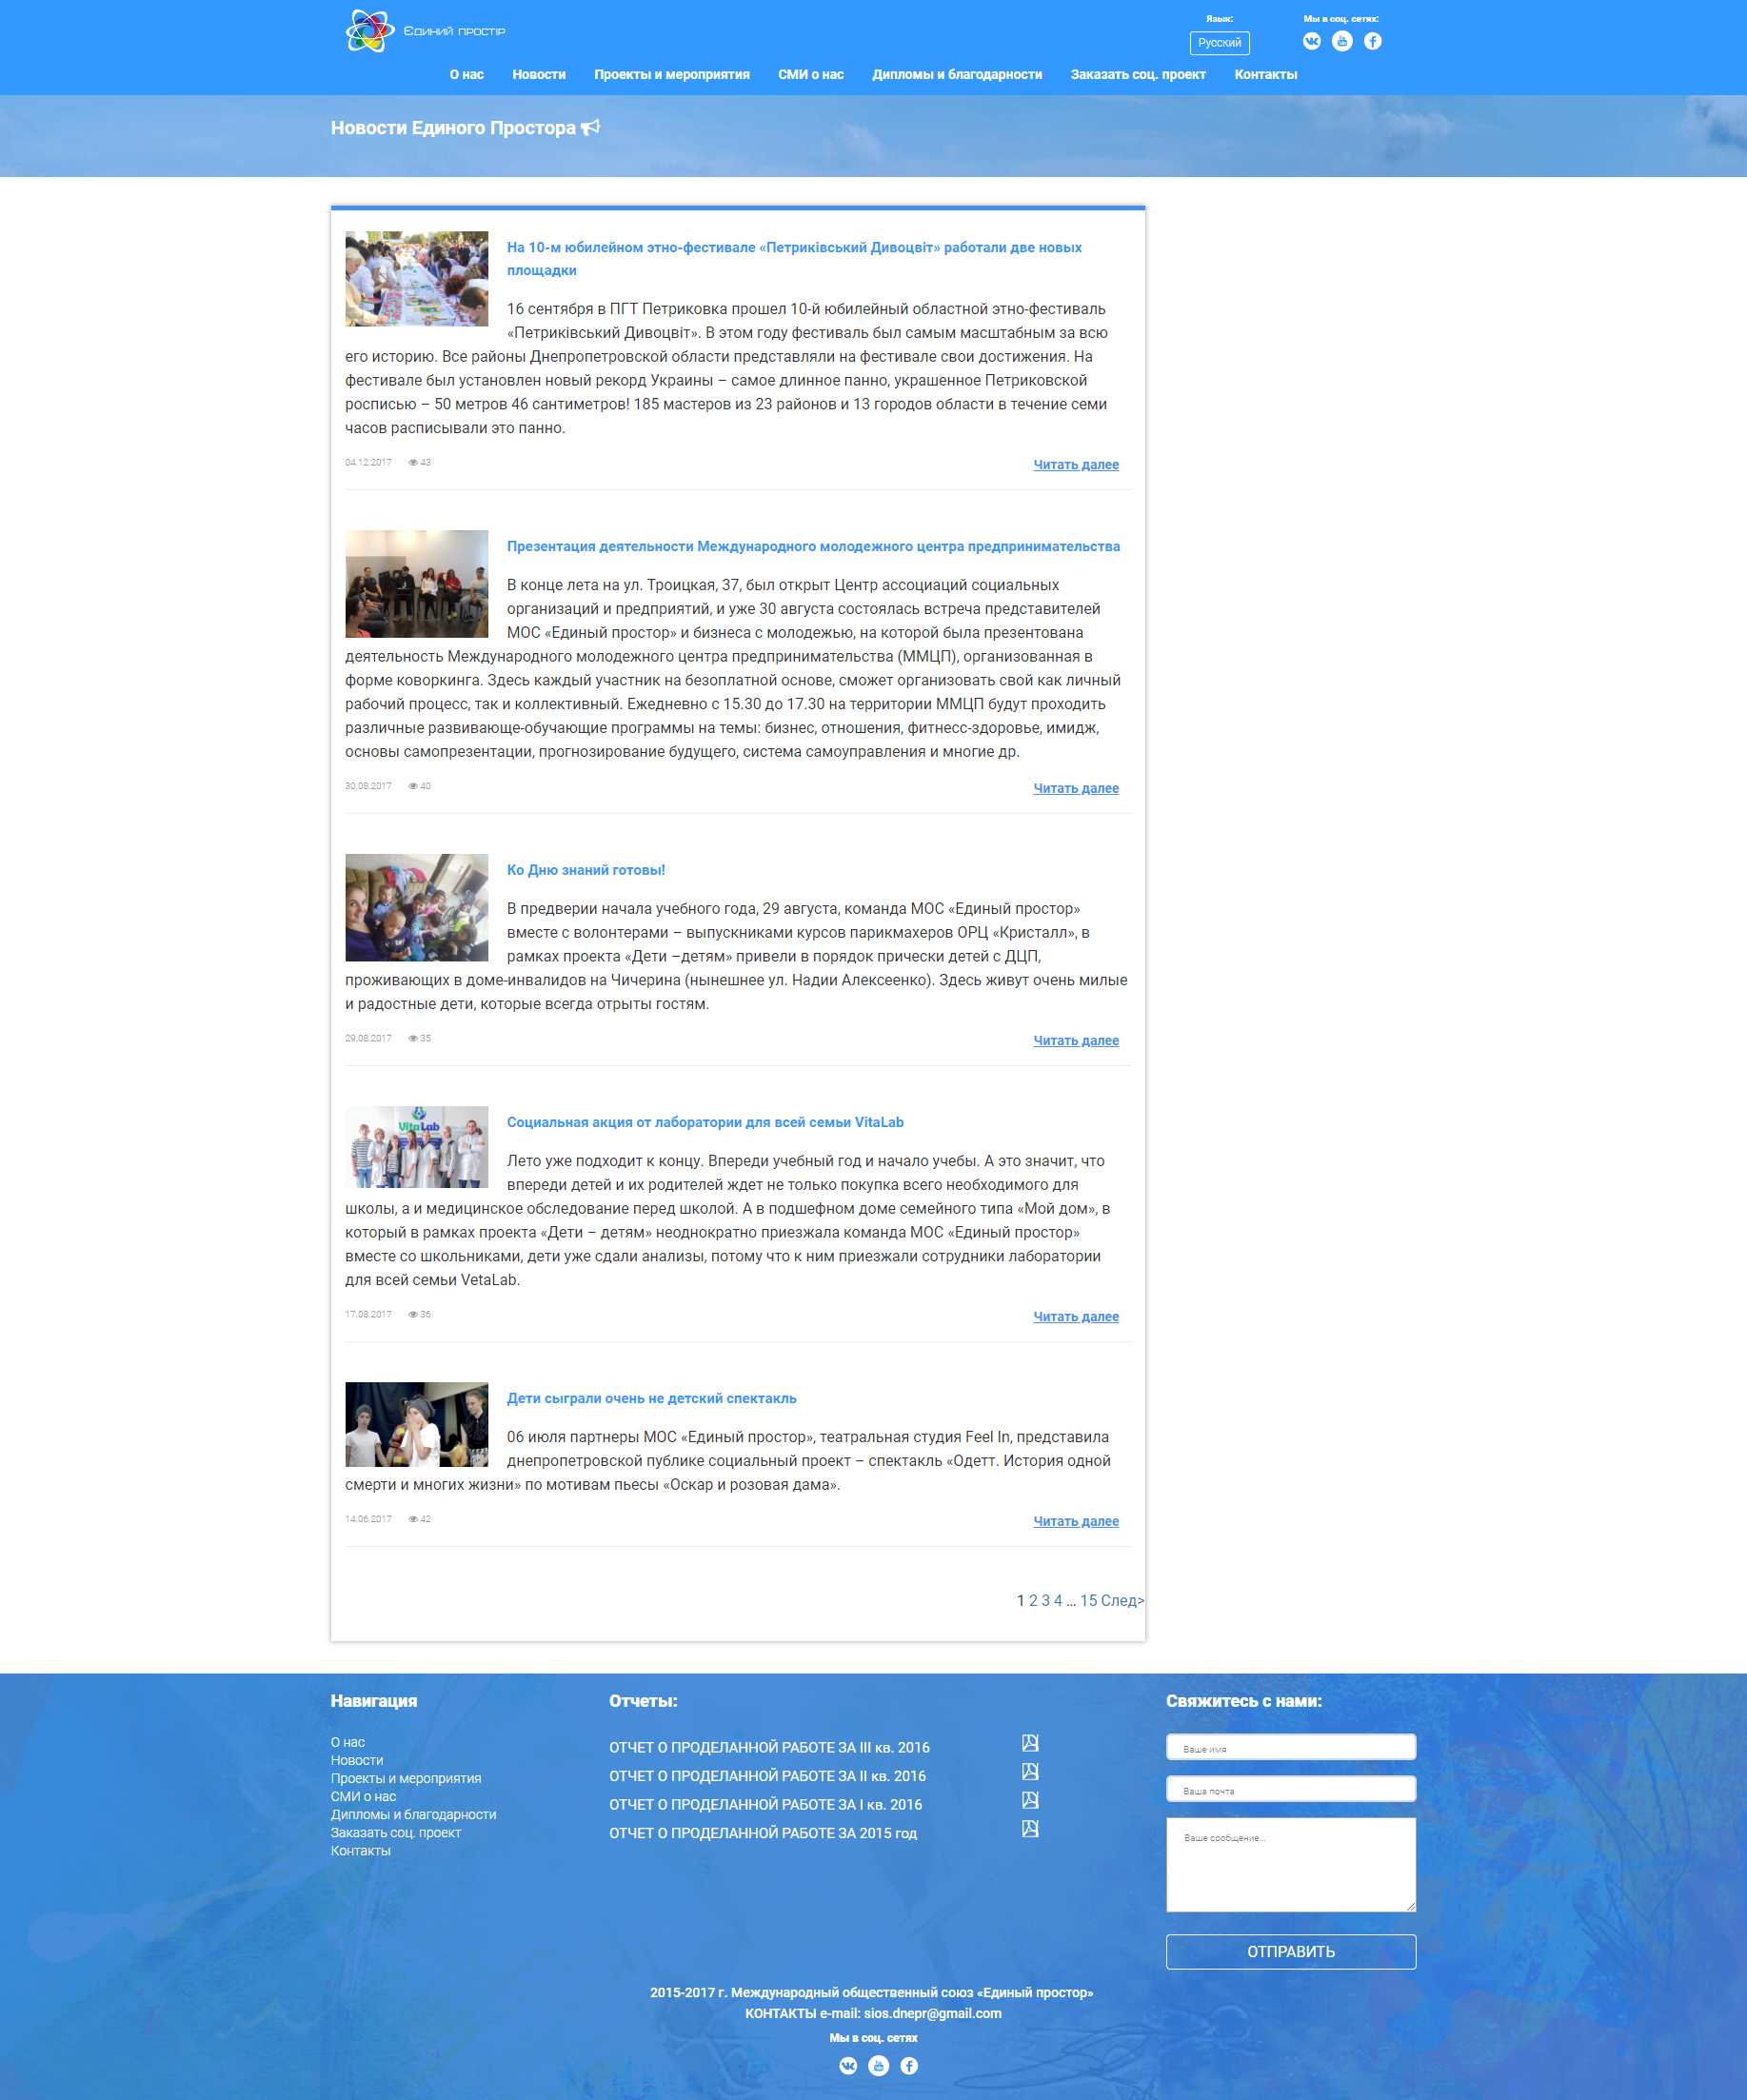 Єдиний простір
Язык:
Русский
Мы в соц. сетях:
О нас Новости Проекты и мероприятия СМИ о нас Дипломы и благодарности Заказать соц. проект Контакты
Новости Единого Простора
На 10-м юбилейном этно-фестивале «Петриківський Дивоцвіт» работали две новых
площадки
16 сентября в ПГТ Петриковка прошел 10-й юбилейный областной этно-фестиваль
«Петриківський Дивоцвіт». В этом году фестиваль был самым масштабным за всю
его историю. Все районы Днепропетровской области представляли на фестивале свои достижения. На
фестивале был установлен новый рекорд Украины – самое длинное панно, украшенное Петриковской
росписью – 50 метров 46 сантиметров! 185 мастеров из 23 районов и 13 городов области в течение семи
часов расписывали это панно.
04.12.2017 43 Читать далее
Презентация деятельности Международного молодежного центра предпринимательства
В конце лета на ул. Троицкая, 37, был открыт Центр ассоциаций социальных
организаций и предприятий, и уже 30 августа состоялась встреча представителей
МОС «Единый простор» и бизнеса с молодежью, на которой была презентована
деятельность Международного молодежного центра предпринимательства (ММЦП), организованная в
форме коворкинга. Здесь каждый участник на безоплатной основе, сможет организовать свой как личный
рабочий процесс, так и коллективный. Ежедневно с 15.30 до 17.30 на территории ММЦП будут проходить
различные развивающе-обучающие программы на темы: бизнес, отношения, фитнесс-здоровье, имидж,
основы самопрезентации, прогнозирование будущего, система самоуправления и многие др.
30.08.2017 40 Читать далее
Ко Дню знаний готовы!
В предверии начала учебного года, 29 августа, команда МОС «Единый простор»
вместе с волонтерами – выпускниками курсов парикмахеров ОРЦ «Кристалл», в
рамках проекта «Дети –детям» привели в порядок прически детей с ДЦП,
проживающих в доме-инвалидов на Чичерина (нынешнее ул. Надии Алексеенко). Здесь живут очень милые
и радостные дети, которые всегда отрыты гостям.
29.08.2017 35 Читать далее
Vita Lab
Социальная акция от лаборатории для всей семьи VitaLab
Лето уже подходит к концу. Впереди учебный год и начало учебы. А это значит, что
впереди детей и их родителей ждет не только покупка всего необходимого для
школы, а и медицинское обследование перед школой. А в подшефном доме семейного типа «Мой дом», в
который в рамках проекта «Дети – детям» неоднократно приезжала команда МОС «Единый простор»
вместе со школьниками, дети уже сдали анализы, потому что к ним приезжали сотрудники лаборатории
для всей семьи VetaLab.
17.08.2017 36 Читать далее
Дети сыграли очень не детский спектакль
06 июля партнеры МОС «Единый простор», театральная студия Feel In, представила
днепропетровской публике социальный проект – спектакль «Одетт. История одной
смерти и многих жизни» по мотивам пьесы «Оскар и розовая дама».
14.06.2017 42 Читать далее
1 2 3 4 ... 15 След>
Навигация
О нас
Новости
Проекты и мероприятия
СМИ о нас
Дипломы и благодарности
Заказать соц. проект
Контакты
Отчеты:
ОТЧЕТ О ПРОДЕЛАННОЙ РАБОТЕ ЗА III кв. 2016
ОТЧЕТ О ПРОДЕЛАННОЙ РАБОТЕ ЗА II кв. 2016
ОТЧЕТ О ПРОДЕЛАННОЙ РАБОТЕ ЗА I кв. 2016
ОТЧЕТ О ПРОДЕЛАННОЙ РАБОТЕ ЗА 2015 год
Свяжитесь с нами:
Ваше имя
Ваша почта
Ваше сообщение...
ОТПРАВИТЬ
2015-2017 г. Международный общественный союз «Единый простор»
КОНТАКТЫ e-mail: sios.dnepr@gmail.com
Мы в соц. сетях